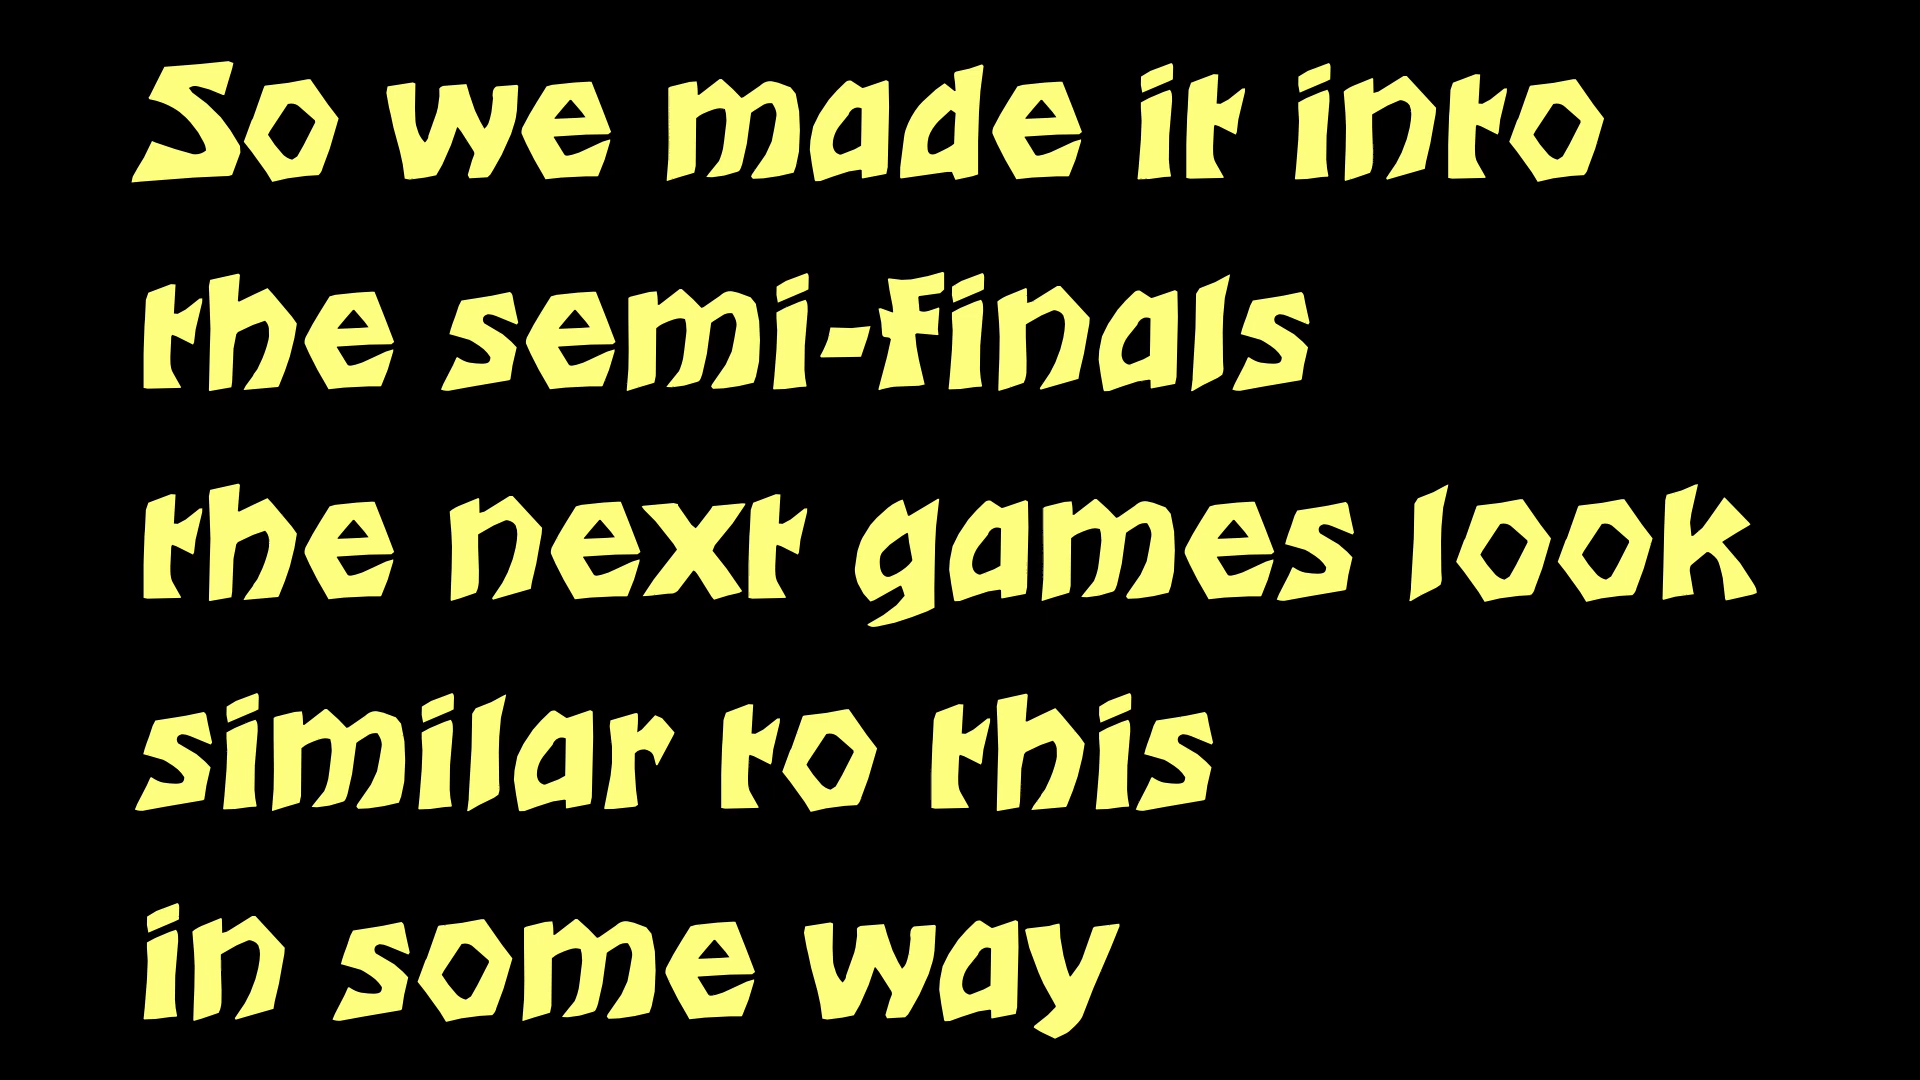 So we made it into
the semi-finals
the next games look
similar to this
in some way